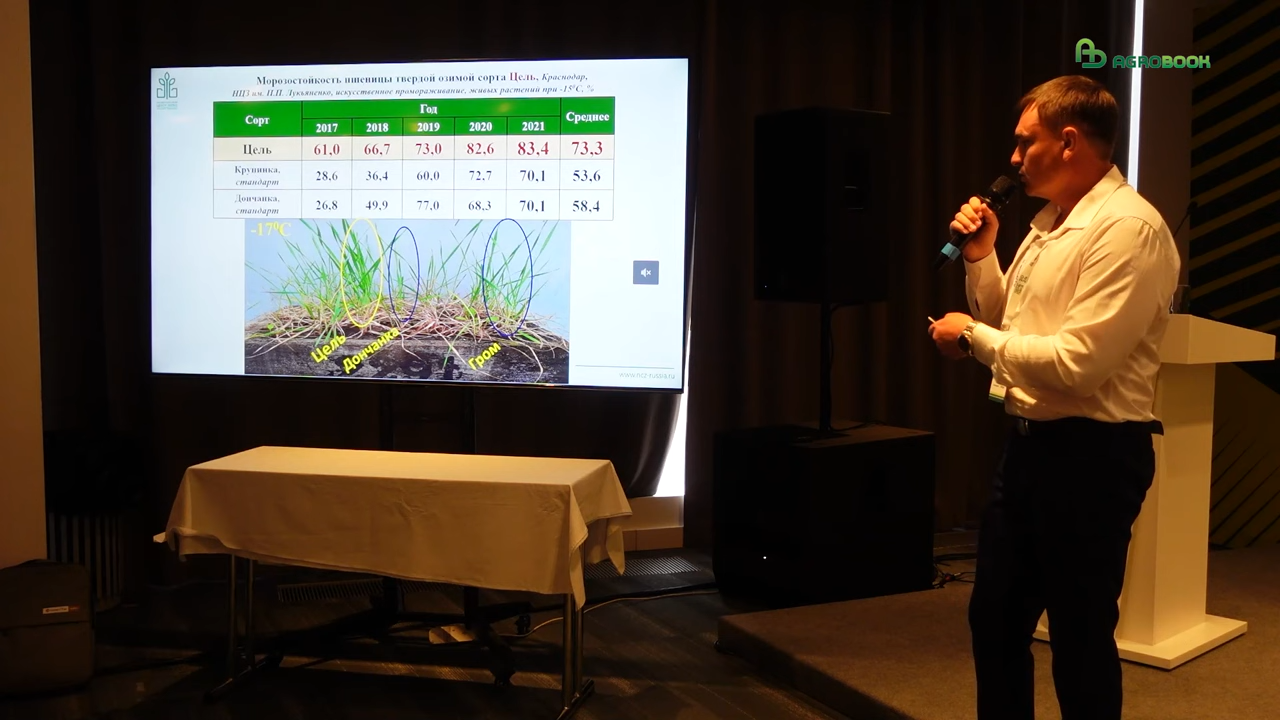 AGROBOOK
Морозостойкость пшеницы твердой озимой сорта Цель, Краснодар,
НЦЗ им. П.П. Лукьяненко, искусственное промораживание, живых растений при -15⁰С, %
Сорт Год Среднее
2017 2018 2019 2020 2021
Цель 61,0 66,7 73,0 82,6 83,4 73,3
Крупинка, стандарт 28,6 36,4 60,0 72,7 70,1 53,6
Дончанка, стандарт 26,8 49,9 77,0 68,3 70,1 58,4
-17⁰С
Цель
Дончанка
Гром